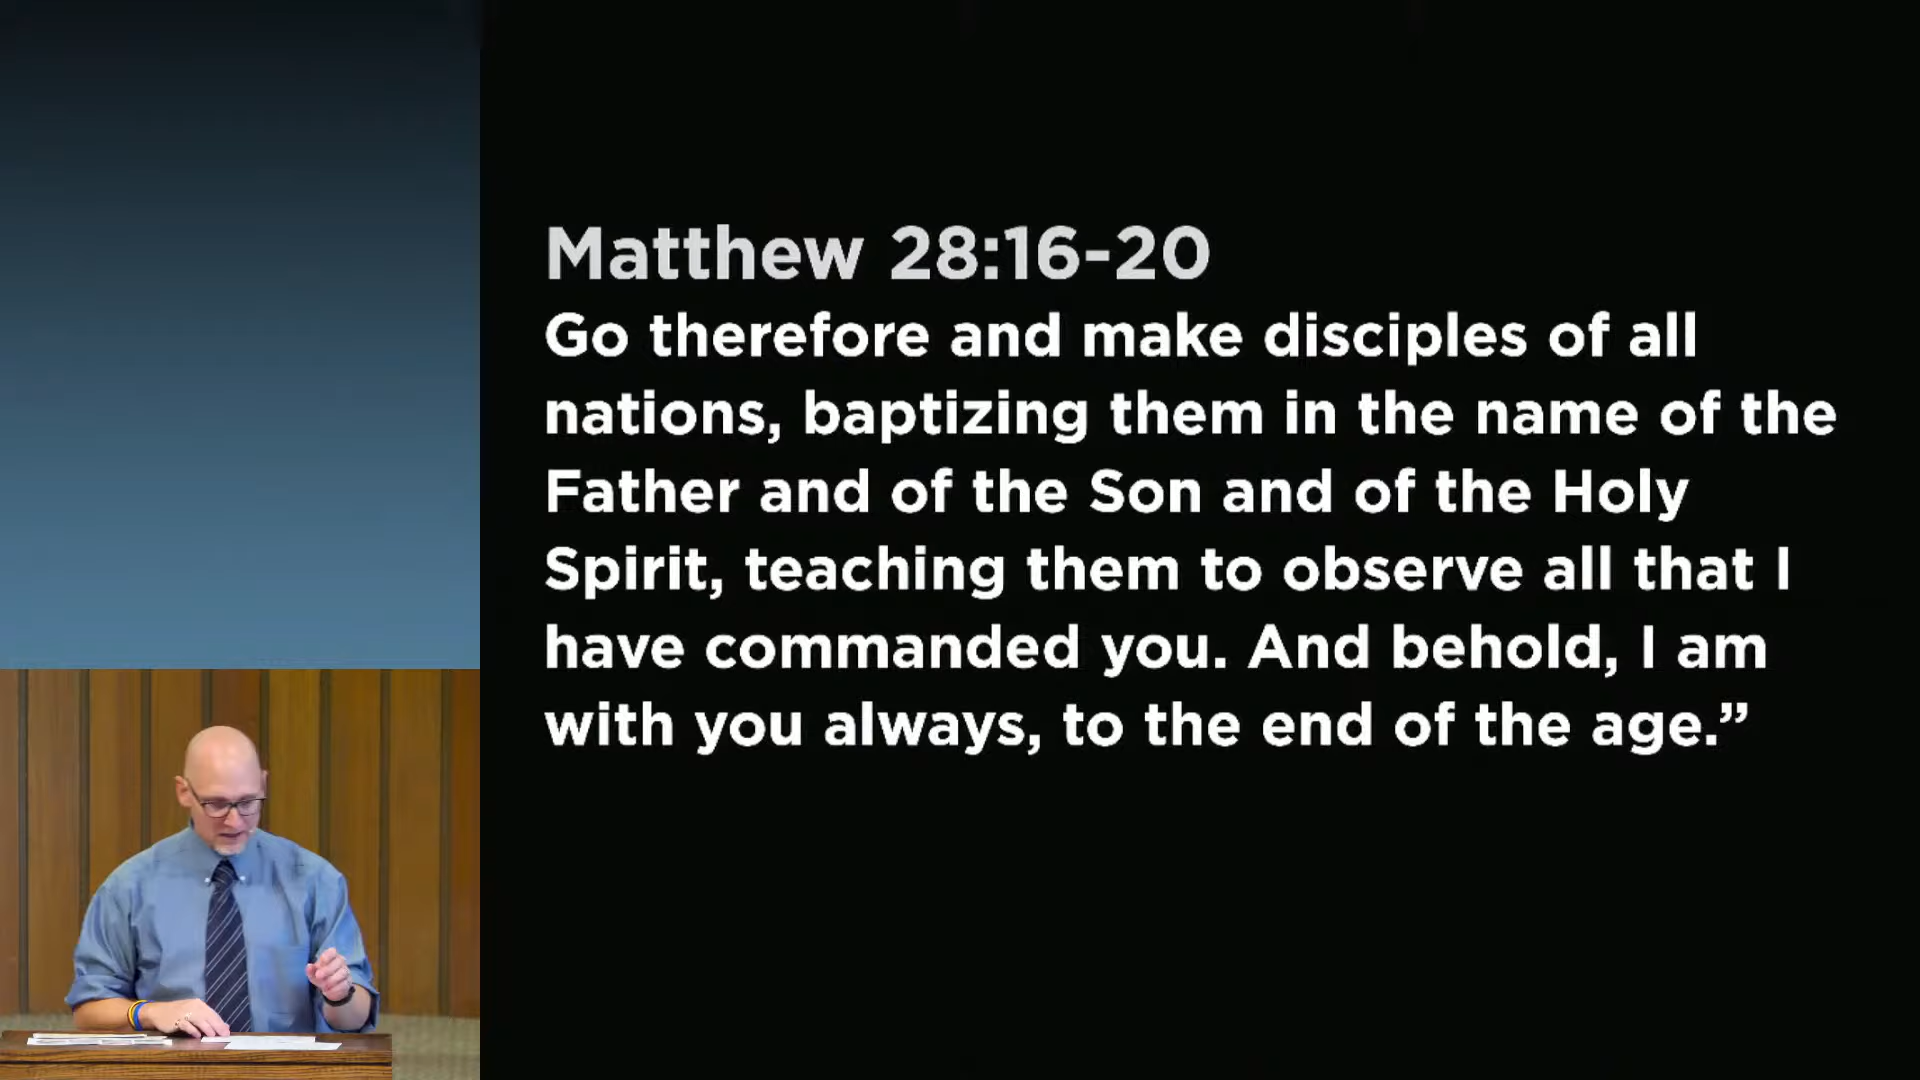 Matthew 28:16-20
Go therefore and make disciples of all
nations, baptizing them in the name of the
Father and of the Son and of the Holy
Spirit, teaching them to observe all that I
have commanded you. And behold, I am
with you always, to the end of the age.”